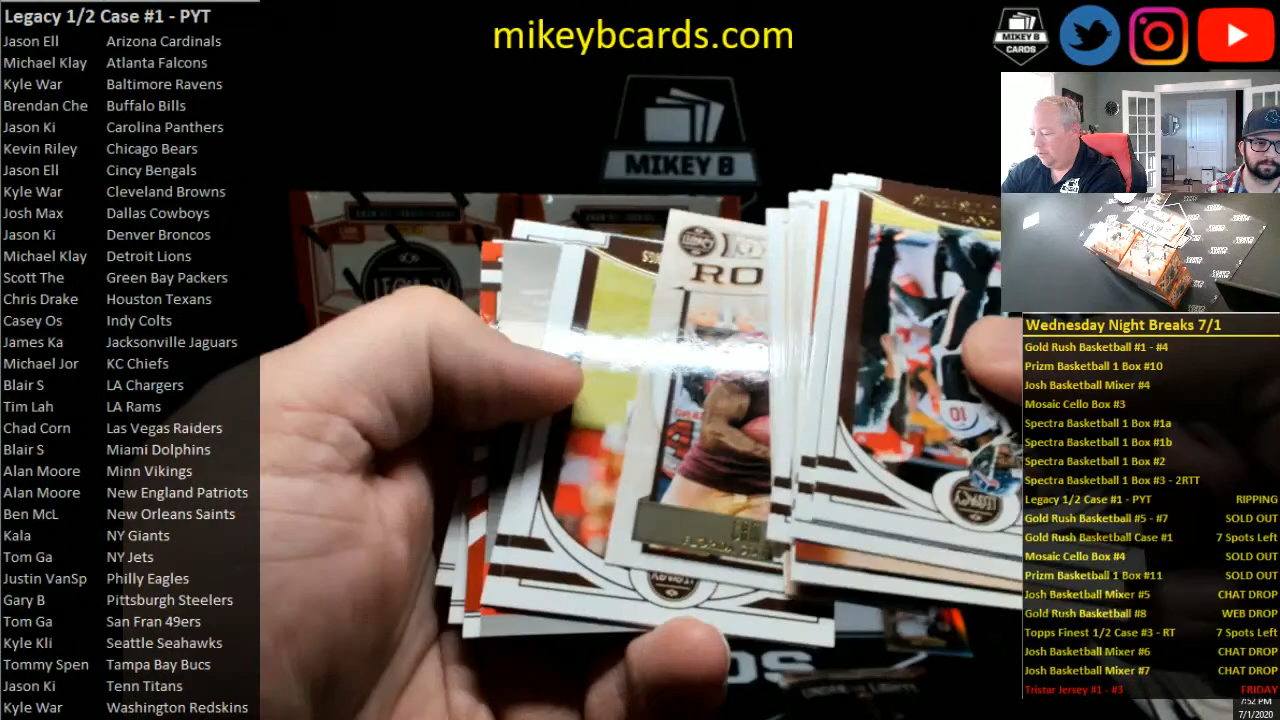 Legacy 1/2 Case #1 - PYT
Jason Ell Arizona Cardinals
Michael Klay Atlanta Falcons
Kyle War Baltimore Ravens
Brendan Che Buffalo Bills
Jason Ki Carolina Panthers
Kevin Riley Chicago Bears
Jason Ell Cincy Bengals
Kyle War Cleveland Browns
Josh Max Dallas Cowboys
Jason Ki Denver Broncos
Michael Klay Detroit Lions
Scott The Green Bay Packers
Chris Drake Houston Texans
Casey Os Indy Colts
James Ka Jacksonville Jaguars
Michael Jor KC Chiefs
Blair S LA Chargers
Tim Lah LA Rams
Chad Corn Las Vegas Raiders
Blair S Miami Dolphins
Alan Moore Minn Vikings
Alan Moore New England Patriots
Ben McL New Orleans Saints
Kala NY Giants
Tom Ga NY Jets
Justin VanSp Philly Eagles
Gary B Pittsburgh Steelers
Tom Ga San Fran 49ers
Kyle Kli Seattle Seahawks
Tommy Spen Tampa Bay Bucs
Jason Ki Tenn Titans
Kyle War Washington Redskins
mikeybcards.com
MIKEY B
CARDS
MIKEY B
RO
LEGACY
LEGACY
10
Wednesday Night Breaks 7/1
Gold Rush Basketball #1 - #4
Prizm Basketball 1 Box #10
Josh Basketball Mixer #4
Mosaic Cello Box #3
Spectra Basketball 1 Box #1a
Spectra Basketball 1 Box #1b
Spectra Basketball 1 Box #2
Spectra Basketball 1 Box #3 - 2RTT
Legacy 1/2 Case #1 - PYT RIPPING
Gold Rush Basketball #5 - #7 SOLD OUT
Gold Rush Basketball Case #1 7 Spots Left
Mosaic Cello Box #4 SOLD OUT
Prizm Basketball 1 Box #11 SOLD OUT
Josh Basketball Mixer #5 CHAT DROP
Gold Rush Basketball #8 WEB DROP
Topps Finest 1/2 Case #3 - RT 7 Spots Left
Josh Basketball Mixer #6 CHAT DROP
Josh Basketball Mixer #7 CHAT DROP
Tristar Jersey #1 - #3 FRIDAY
7:52 PM
7/1/2020